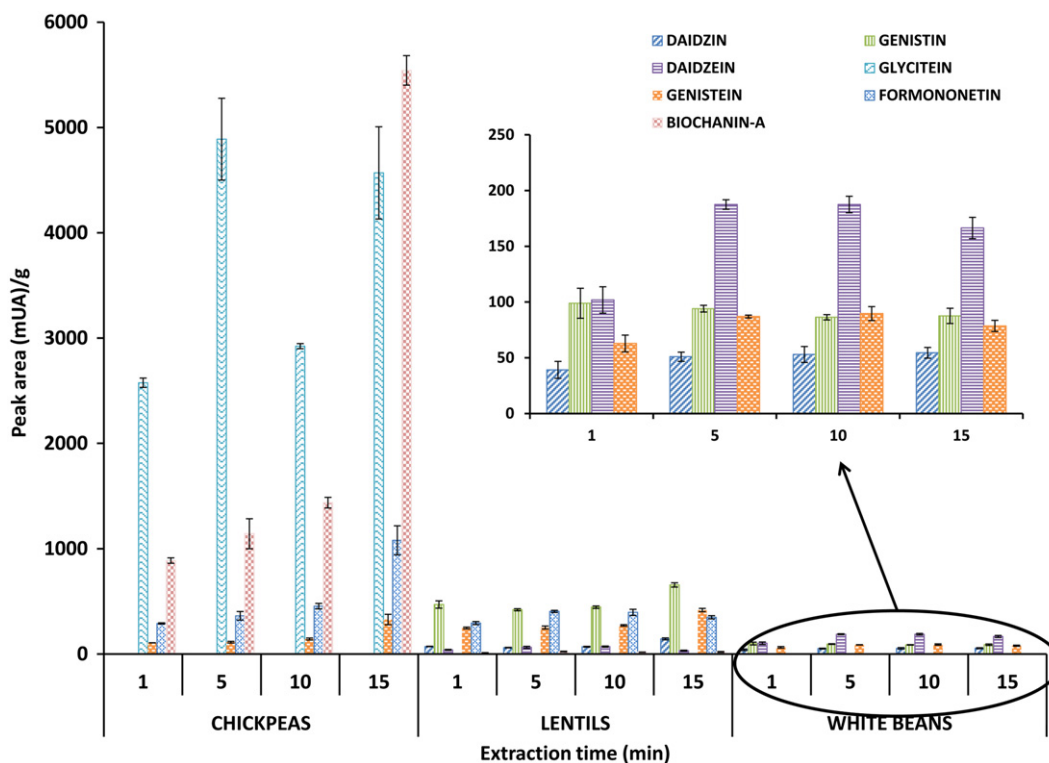 6000
5000
4000
3000
2000
1000
0
Peak area (mUA)/g
DAIDZIN
GENISTIN
DAIDZEIN
GLYCITEIN
GENISTEIN
FORMONONETIN
BIOCHANIN-A
250
200
150
100
50
0
1 5 10 15
1 5 10 15 1 5 10 15 1 5 10 15
CHICKPEAS LENTILS WHITE BEANS
Extraction time (min)